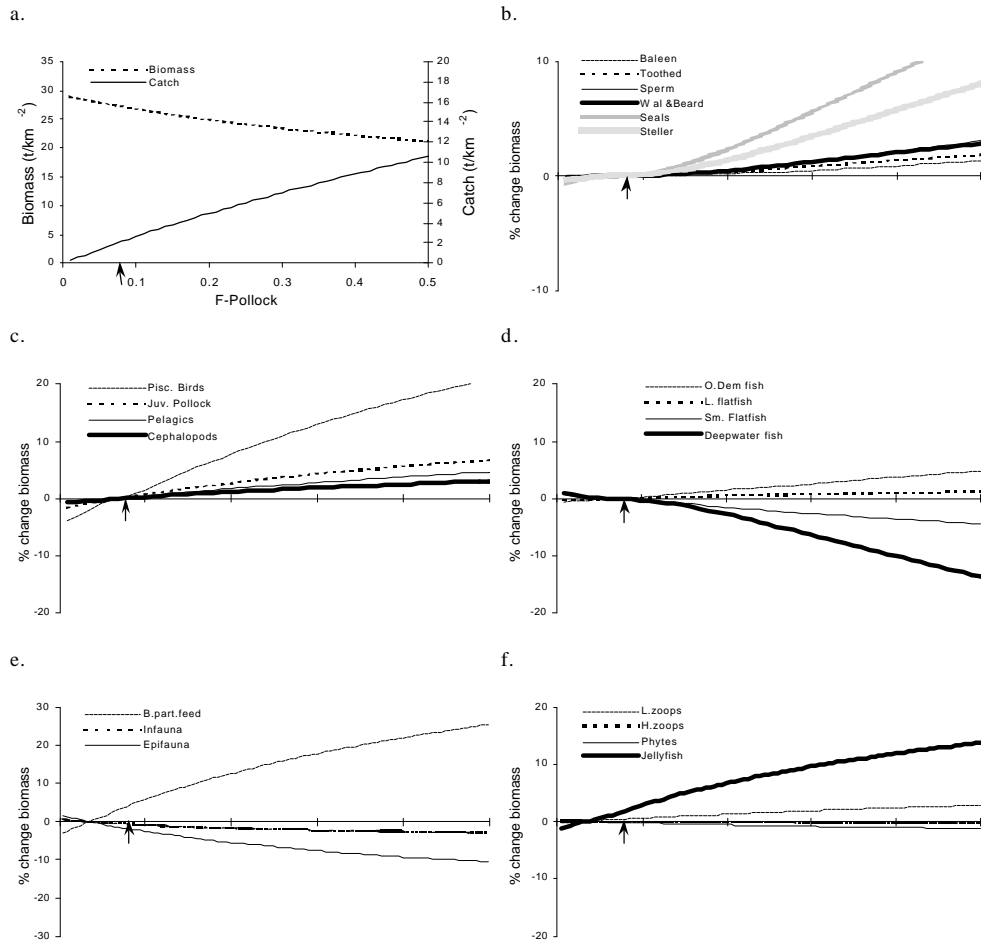 a.
Biomass
Catch
35
30
25
20
15
10
5
0
20
18
16
14
12
10
8
6
4
2
0
0
0.1
0.2
0.3
0.4
0.5
Biomass (t/km -2)
Catch (t/km -2)
F-Pollock
b.
Baleen
Toothed
Sperm
W al &Beard
Seals
Steller
10
0
-10
% change biomass
c.
Pisc. Birds
Juv. Pollock
Pelagics
Cephalopods
20
10
0
-10
-20
% change biomass
d.
O.Dem fish
L. flatfish
Sm. Flatfish
Deepwater fish
20
10
0
-10
-20
% change biomass
e.
B.part.feed
Infauna
Epifauna
30
20
10
0
-10
-20
-30
% change biomass
f.
L.zoops
H.zoops
Phytes
Jellyfish
20
10
0
-10
-20
% change biomass